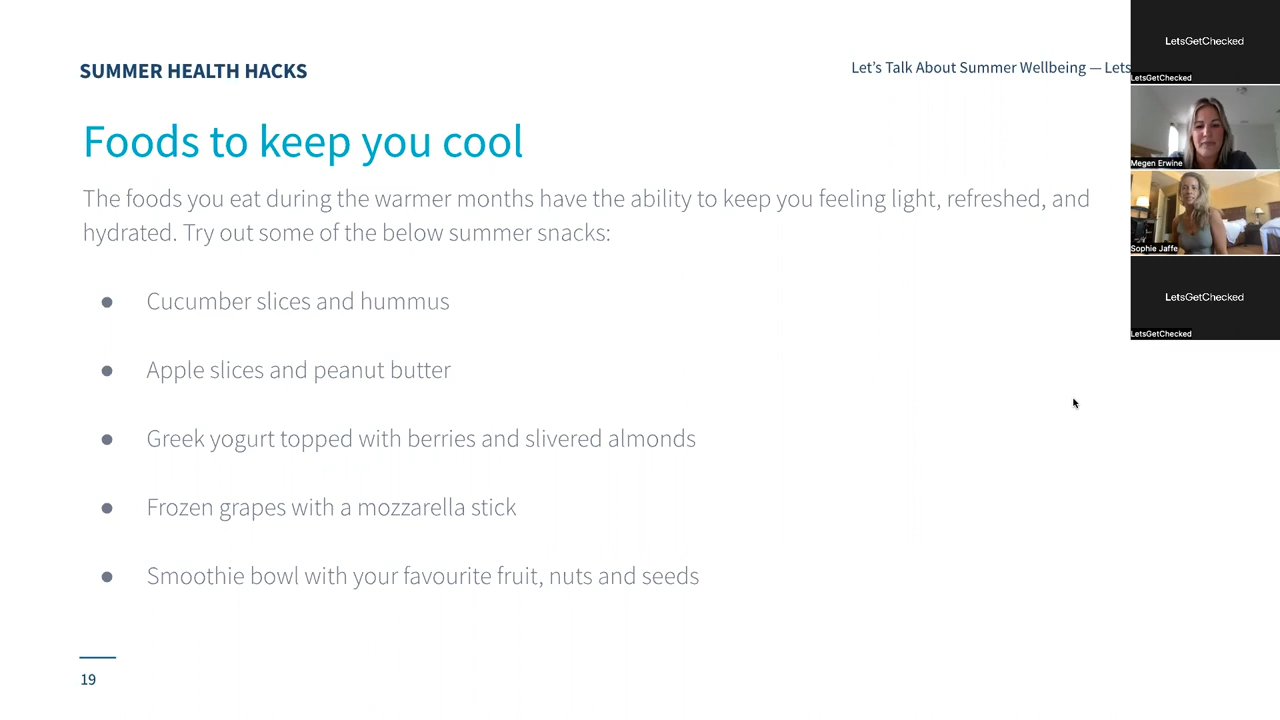 SUMMER HEALTH HACKS
Let's Talk About Summer Wellbeing — Lets
Foods to keep you cool
The foods you eat during the warmer months have the ability to keep you feeling light, refreshed, and
hydrated. Try out some of the below summer snacks:
● Cucumber slices and hummus
● Apple slices and peanut butter
● Greek yogurt topped with berries and slivered almonds
● Frozen grapes with a mozzarella stick
● Smoothie bowl with your favourite fruit, nuts and seeds
19
LetsGetChecked
LetsGetChecked
Megen Erwine
Sophie Jaffe
LetsGetChecked
LetsGetChecked